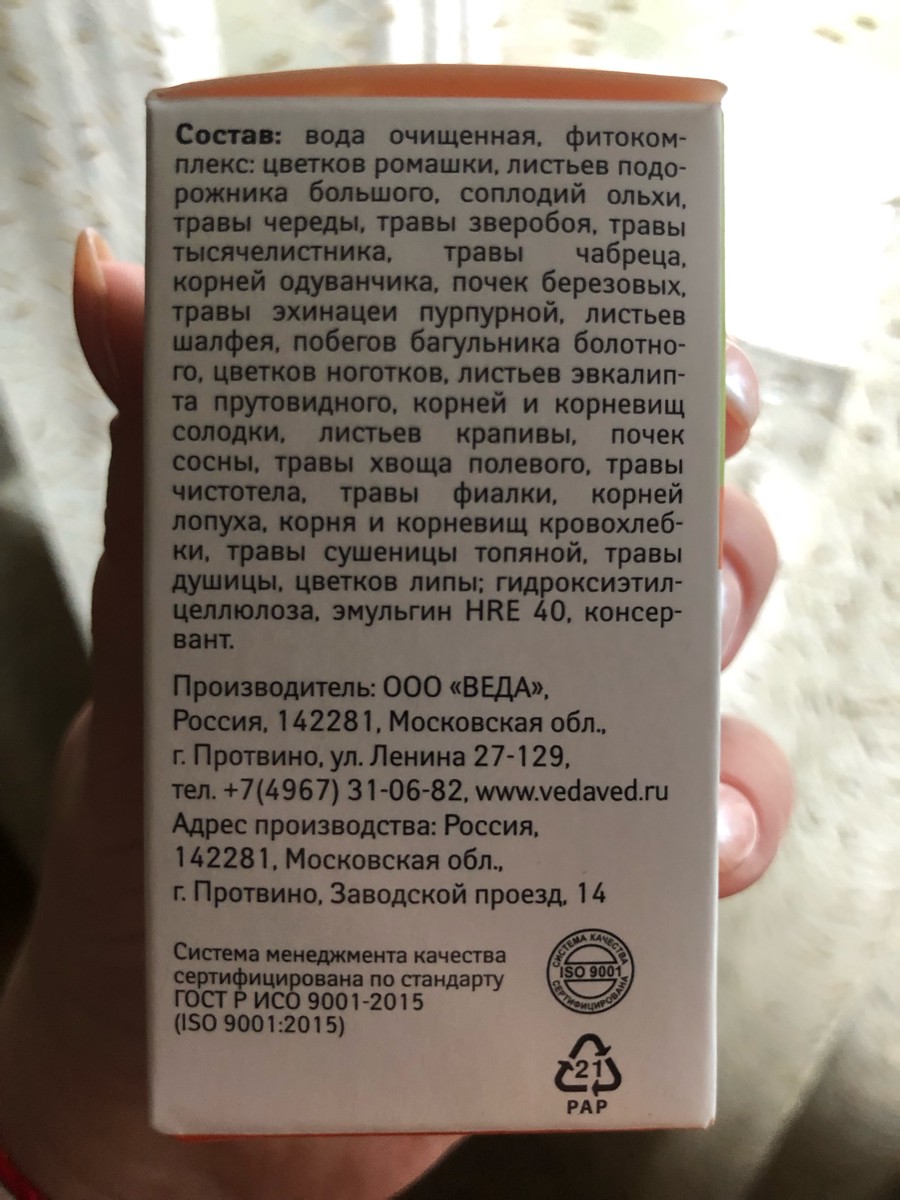 Состав: вода очищенная, фитоком-
плекс: цветков ромашки, листьев подо-
рожника большого, соплодий ольхи,
травы череды, травы зверобоя, травы
тысячелистника, травы чабреца,
корней одуванчика, почек березовых,
травы эхинацеи пурпурной, листьев
шалфея, побегов багульника болотно-
го, цветков ноготков, листьев эвкалип-
та прутовидного, корней и корневищ
солодки, листьев крапивы, почек
сосны, травы хвоща полевого, травы
чистотела, травы фиалки, корней
лопуха, корня и корневищ кровохлеб-
ки, травы сушеницы топяной, травы
душицы, цветков липы; гидроксиэтил-
целлюлоза, эмульгин HRE 40, консер-
вант.
Производитель: ООО «ВЕДА»,
Россия, 142281, Московская обл.,
г. Протвино, ул. Ленина 27-129,
тел. +7(4967) 31-06-82, www.vedaved.ru
Адрес производства: Россия,
142281, Московская обл.,
г. Протвино, Заводской проезд, 14
Система менеджмента качества
сертифицирована по стандарту
ГОСТ Р ИСО 9001-2015
(ISO 9001:2015)
СИСТЕМА КАЧЕСТВА
ISO 9001
СЕРТИФИЦИРОВАНА
21
PAP